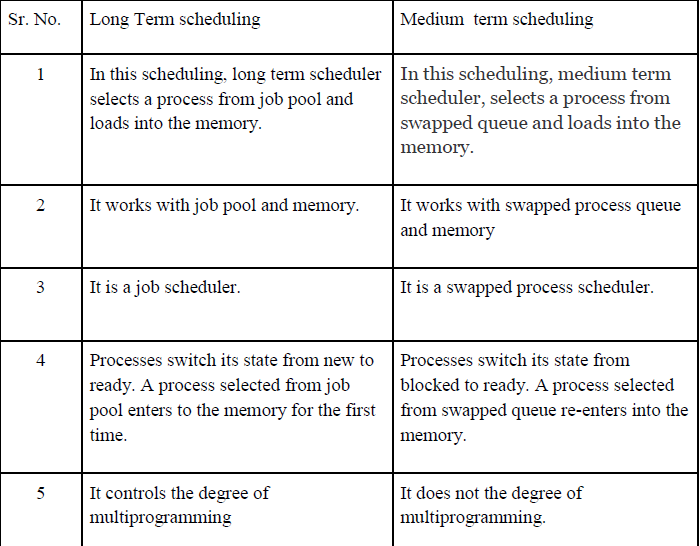 Sr. No.
Long Term scheduling
Medium term scheduling
1
In this scheduling, long term scheduler
selects a process from job pool and
loads into the memory.
In this scheduling, medium term
scheduler, selects a process from
swapped queue and loads into the
memory.
2
It works with job pool and memory.
It works with swapped process queue
and memory
3
It is a job scheduler.
It is a swapped process scheduler.
4
Processes switch its state from new to
ready. A process selected from job
pool enters to the memory for the first
time.
Processes switch its state from
blocked to ready. A process selected
from swapped queue re-enters into the
memory.
5
It controls the degree of
multiprogramming
It does not the degree of
multiprogramming.